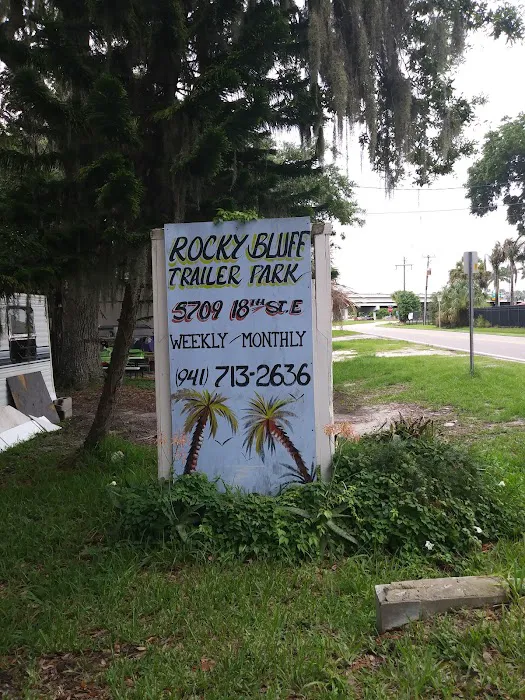 ROCKY BLUFF
TRAILER PARK
5709 18TH ST. E
WEEKLY / MONTHLY
(941) 713-2636